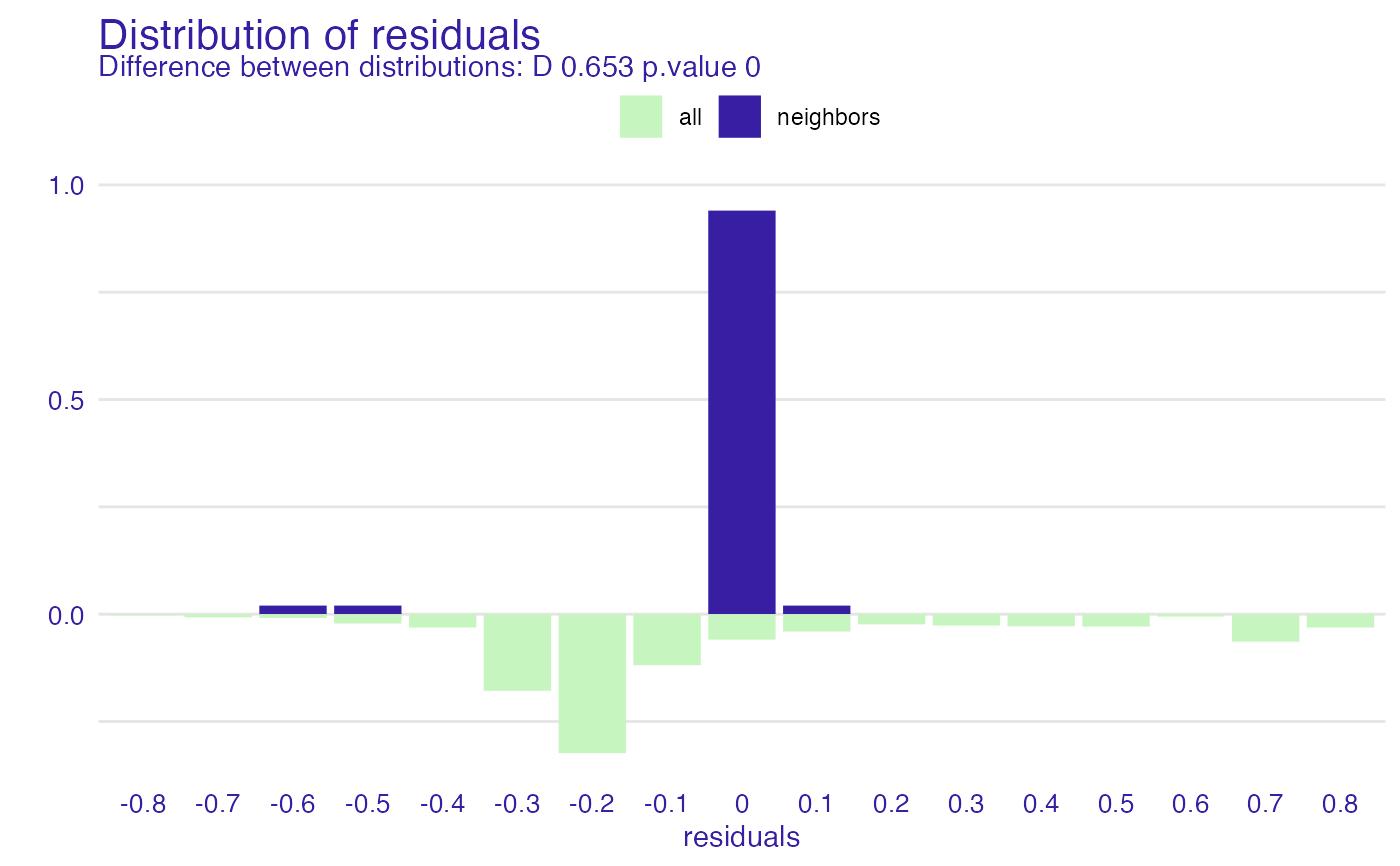 Distribution of residuals
Difference between distributions: D 0.653 p.value 0
all neighbors
1.0
0.5
0.0
-0.8 -0.7 -0.6 -0.5 -0.4 -0.3 -0.2 -0.1 0 0.1 0.2 0.3 0.4 0.5 0.6 0.7 0.8
residuals